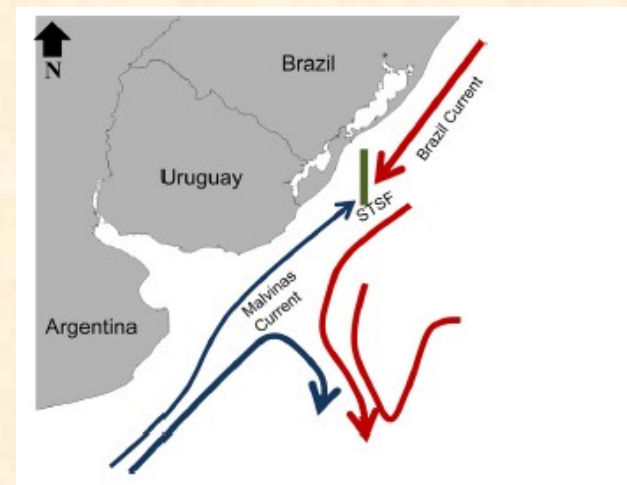 N
Brazil
Brazil Current
Uruguay
STSF
Malvinas
Current
Argentina